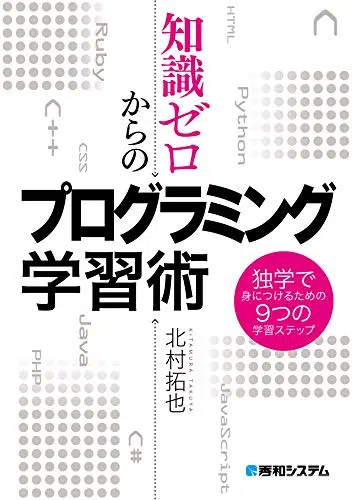 知識ゼロ
からの
プログラミング
学習術
独学で
身につけるための
9つの
学習ステップ
北村拓也
KITAMURA TAKUYA
Ruby
HTML
C++
Python
CSS
Java
PHP
C#
JavaScript
秀和システム